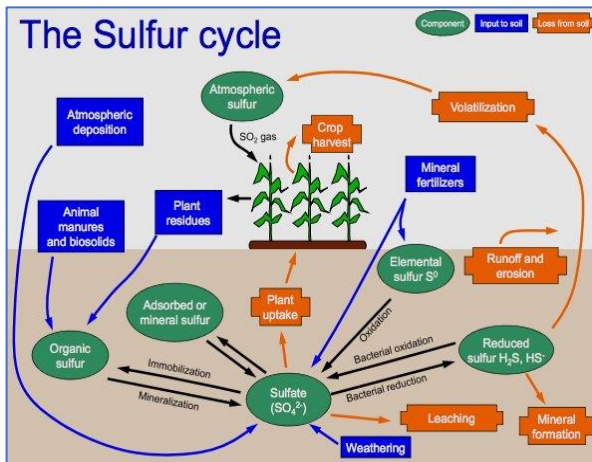 The Sulfur cycle
Component
Input to soil
Loss from soil
Atmospheric
sulfur
Volatilization
Atmospheric
deposition
SO₂ gas
Crop
harvest
Mineral
fertilizers
Animal
manures
and biosolids
Plant
residues
Elemental
sulfur S⁰
Runoff and
erosion
Adsorbed or
mineral sulfur
Plant
uptake
Oxidation
Organic
sulfur
Immobilization
Mineralization
Bacterial oxidation
Bacterial reduction
Reduced
sulfur H₂S, HS⁻
Sulfate
(SO₄²⁻)
Leaching
Mineral
formation
Weathering